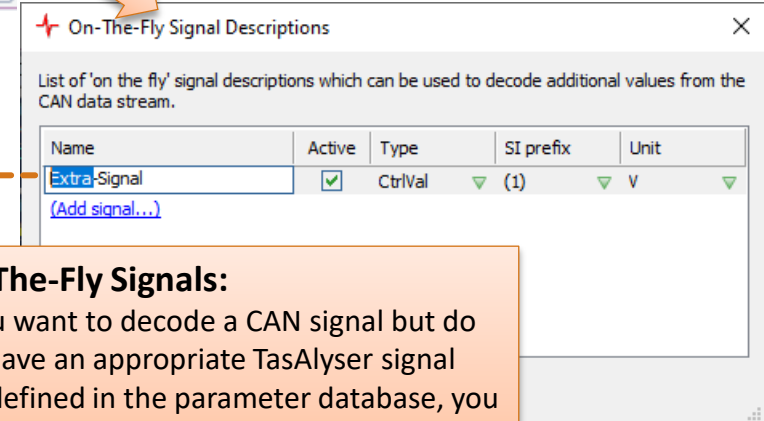 On-The-Fly Signal Descriptions
List of 'on the fly' signal descriptions which can be used to decode additional values from the
CAN data stream.
Name Active Type SI prefix Unit
Extra-Signal CtrlVal (1) V
(Add signal...)
The-Fly Signals:
want to decode a CAN signal but do
ave an appropriate TasAlyser signal
defined in the parameter database, you